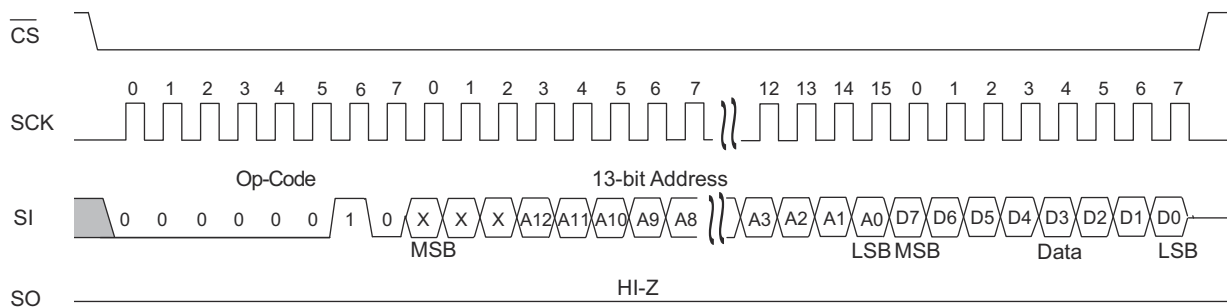 CS
0 1 2 3 4 5 6 7 0 1 2 3 4 5 6 7 12 13 14 15 0 1 2 3 4 5 6 7
SCK
Op-Code 13-bit Address
SI 0 0 0 0 0 0 1 0 X X X A12 A11 A10 A9 A8 A3 A2 A1 A0 D7 D6 D5 D4 D3 D2 D1 D0
MSB LSB MSB Data LSB
HI-Z
SO